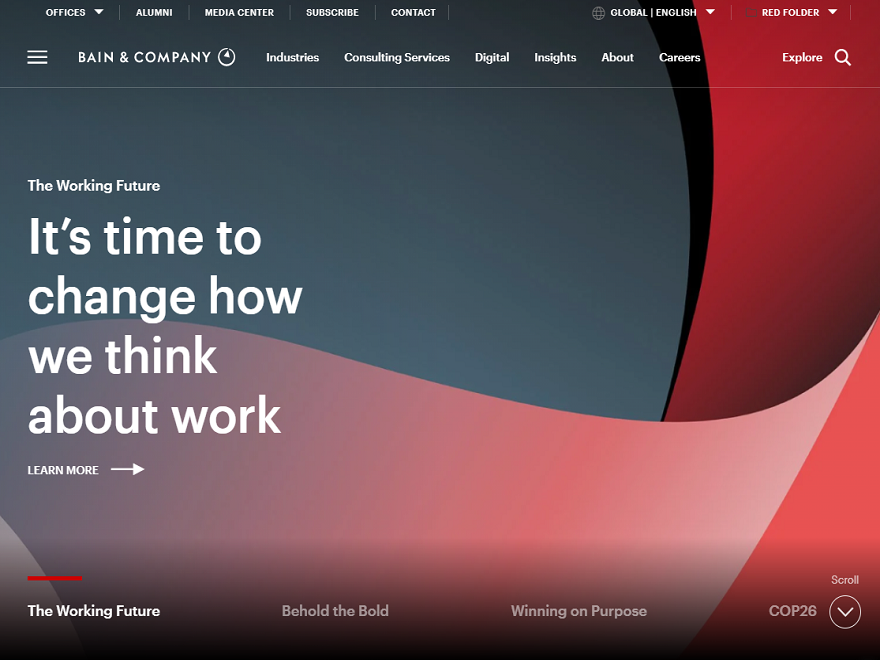 OFFICES ALUMNI MEDIA CENTER SUBSCRIBE CONTACT GLOBAL | ENGLISH RED FOLDER
BAIN & COMPANY Industries Consulting Services Digital Insights About Careers Explore
The Working Future
It's time to
change how
we think
about work
LEARN MORE
Scroll
The Working Future Behold the Bold Winning on Purpose COP26